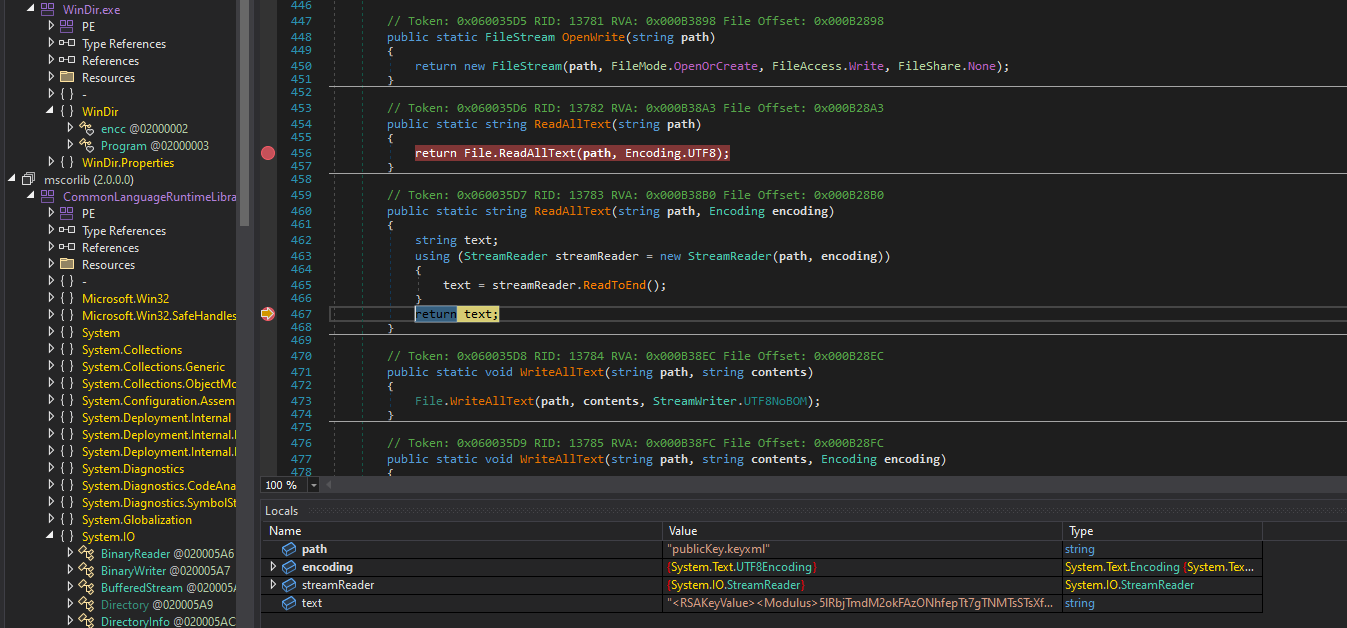 WinDir.exe
PE
Type References
References
Resources
{ } -
{ } WinDir
encc @02000002
Program @02000003
{ } WinDir.Properties
mscorlib (2.0.0.0)
CommonLanguageRuntimeLibra
PE
Type References
References
Resources
{ } -
{ } Microsoft.Win32
{ } Microsoft.Win32.SafeHandles
{ } System
{ } System.Collections
{ } System.Collections.Generic
{ } System.Collections.ObjectMo
{ } System.Configuration.Assem
{ } System.Deployment.Internal
{ } System.Deployment.Internal.
{ } System.Deployment.Internal.
{ } System.Diagnostics
{ } System.Diagnostics.CodeAna
{ } System.Diagnostics.SymbolSt
{ } System.Globalization
{ } System.IO
BinaryReader @020005A6
BinaryWriter @020005A7
BufferedStream @020005A
Directory @020005A9
DirectoryInfo @020005AC
446
447 // Token: 0x060035D5 RID: 13781 RVA: 0x000B3898 File Offset: 0x000B2898
448 public static FileStream OpenWrite(string path)
449 {
450 return new FileStream(path, FileMode.OpenOrCreate, FileAccess.Write, FileShare.None);
451 }
452
453 // Token: 0x060035D6 RID: 13782 RVA: 0x000B38A3 File Offset: 0x000B28A3
454 public static string ReadAllText(string path)
455 {
456 return File.ReadAllText(path, Encoding.UTF8);
457 }
458
459 // Token: 0x060035D7 RID: 13783 RVA: 0x000B38B0 File Offset: 0x000B28B0
460 public static string ReadAllText(string path, Encoding encoding)
461 {
462 string text;
463 using (StreamReader streamReader = new StreamReader(path, encoding))
464 {
465 text = streamReader.ReadToEnd();
466 }
467 return text;
468 }
469
470 // Token: 0x060035D8 RID: 13784 RVA: 0x000B38EC File Offset: 0x000B28EC
471 public static void WriteAllText(string path, string contents)
472 {
473 File.WriteAllText(path, contents, StreamWriter.UTF8NoBOM);
474 }
475
476 // Token: 0x060035D9 RID: 13785 RVA: 0x000B38FC File Offset: 0x000B28FC
477 public static void WriteAllText(string path, string contents, Encoding encoding)
478 {
100 %
Locals
Name Value Type
path "publicKey.keyxml" string
encoding {System.Text.UTF8Encoding} System.Text.Encoding {System.Tex...
streamReader {System.IO.StreamReader} System.IO.StreamReader
text "<RSAKeyValue><Modulus>5IRbjTmdM2okFAzONhfepTt7gTNMTsSTsXf... string